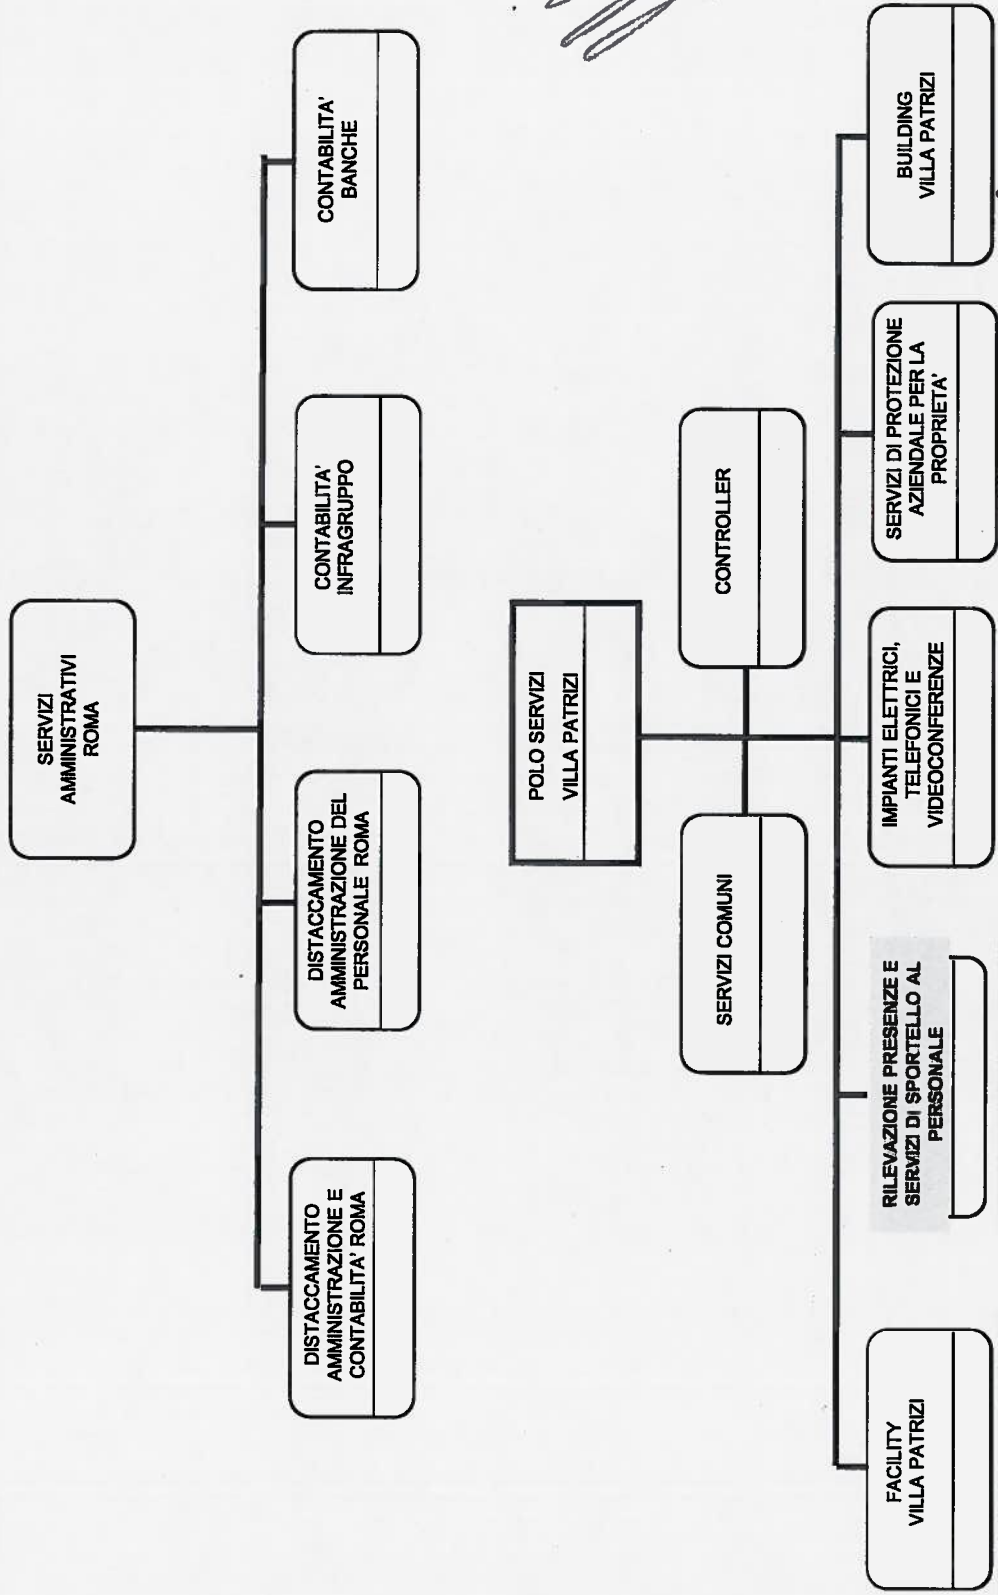 SERVIZI
AMMINISTRATIVI
ROMA
DISTACCAMENTO
AMMINISTRAZIONE E
CONTABILITA' ROMA
DISTACCAMENTO
AMMINISTRAZIONE DEL
PERSONALE ROMA
CONTABILITA'
INFRAGRUPPO
CONTABILITA'
BANCHE
POLO SERVIZI
VILLA PATRIZI
SERVIZI COMUNI
CONTROLLER
FACILITY
VILLA PATRIZI
RILEVAZIONE PRESENZE E
SERVIZI DI SPORTELLO AL
PERSONALE
IMPIANTI ELETTRICI,
TELEFONICI E
VIDEOCONFERENZE
SERVIZI DI PROTEZIONE
AZIENDALE PER LA
PROPRIETA'
BUILDING
VILLA PATRIZI